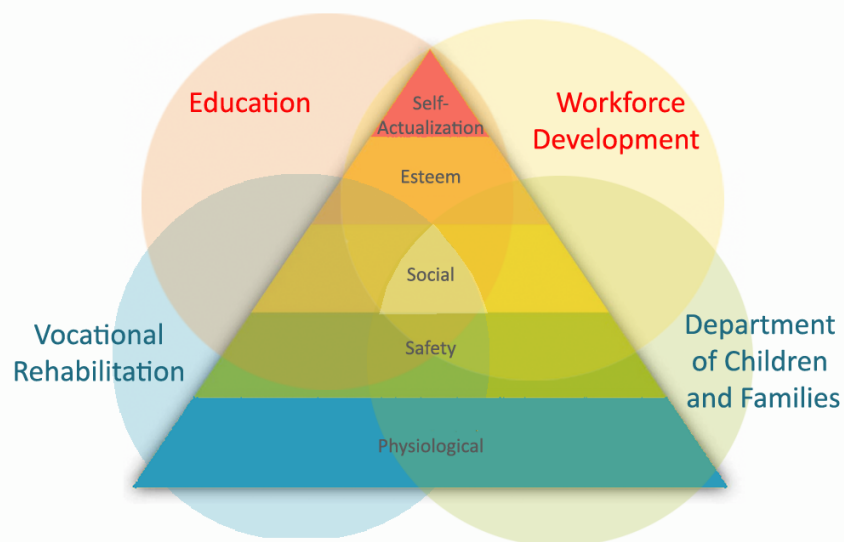 Education
Workforce
Development
Self-
Actualization
Esteem
Social
Safety
Vocational
Rehabilitation
Department
of Children
and Families
Physiological